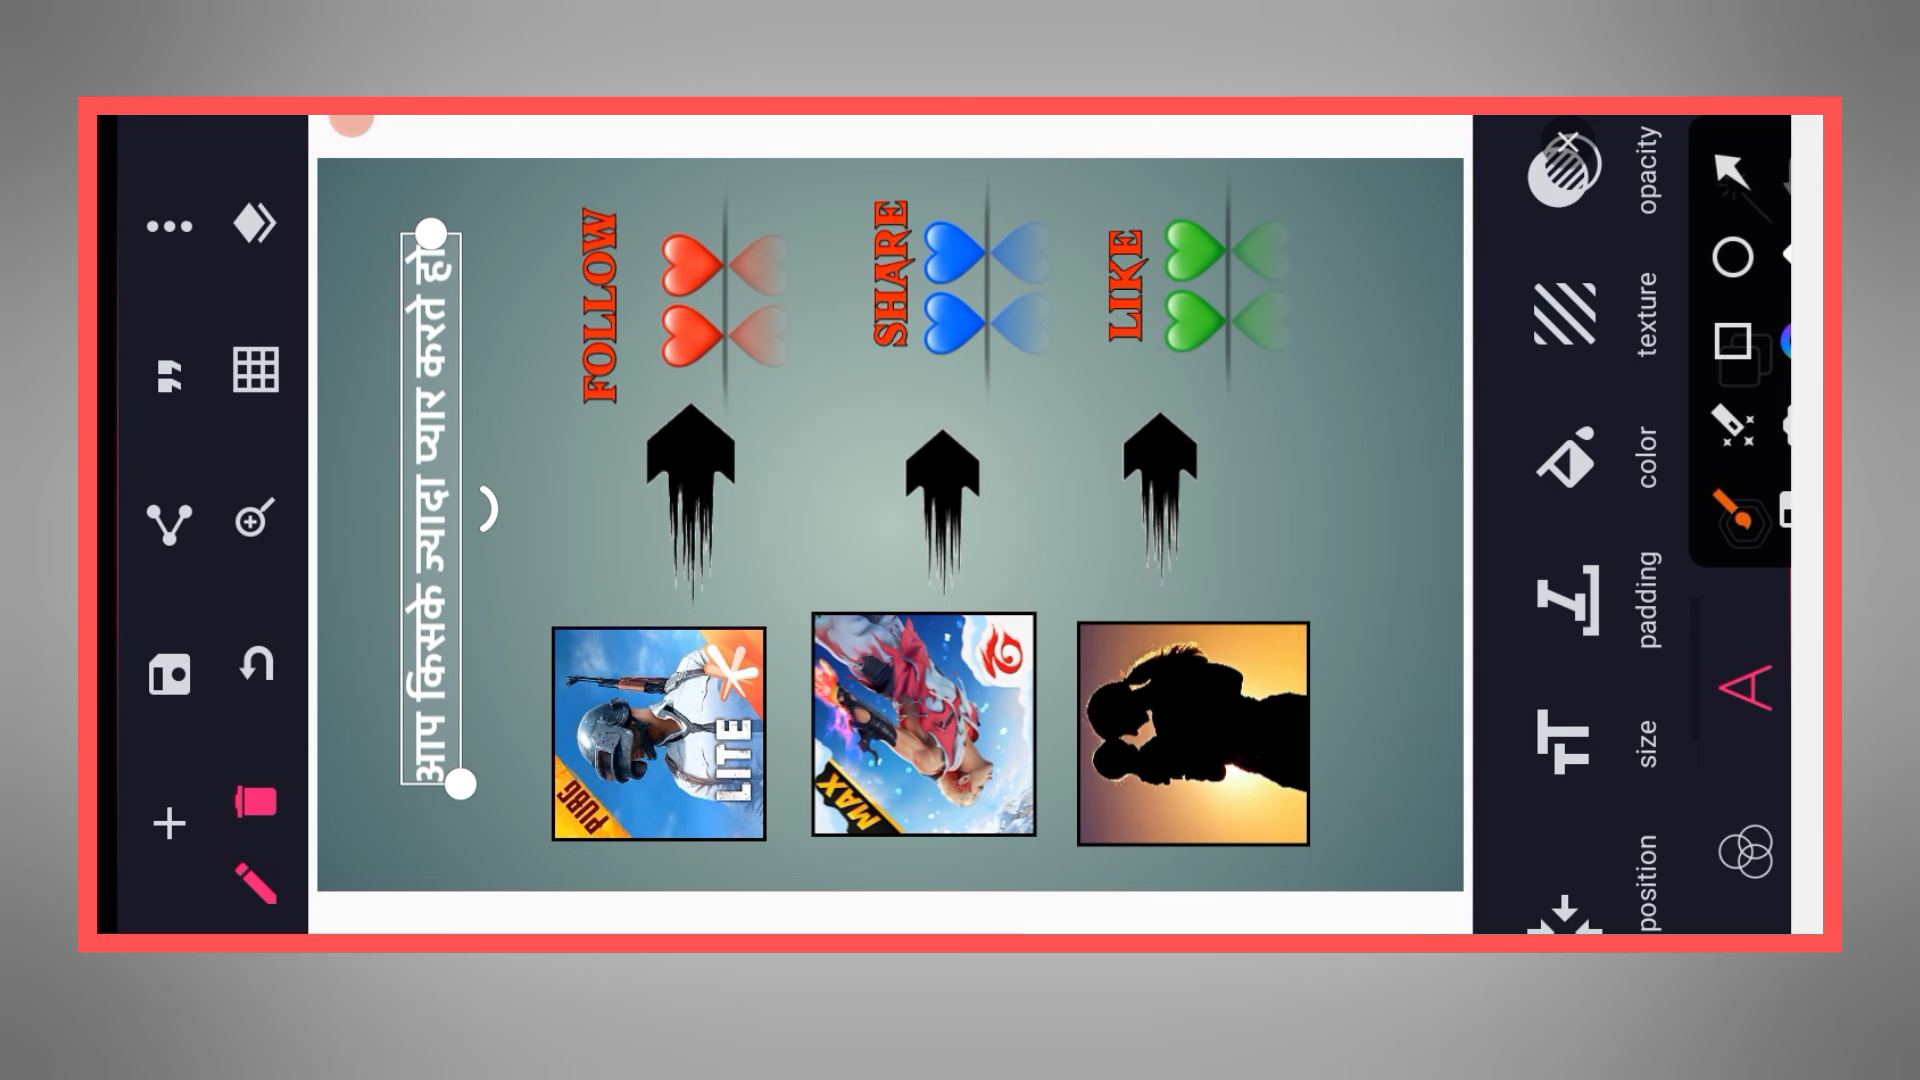 आप किसके ज्यादा प्यार करते हो
PUBG
LITE
FOLLOW
MAX
SHARE
LIKE
position
size
padding
color
texture
opacity
A